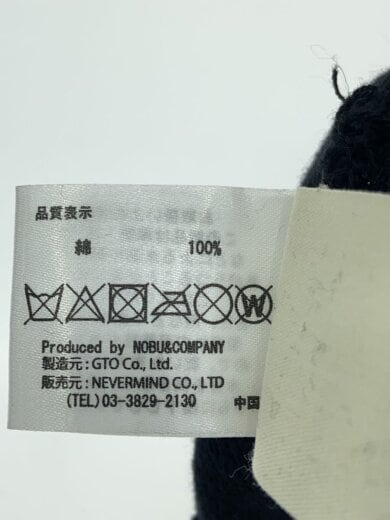 品質表示
綿 100%
W
Produced by NOBU&COMPANY
製造元:GTO Co., Ltd.
販売元:NEVERMIND CO., LTD
(TEL) 03-3829-2130 中国